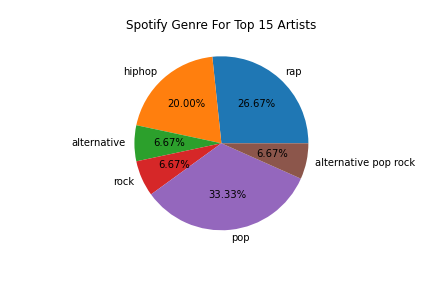 Spotify Genre For Top 15 Artists
hiphop
rap
20.00%
26.67%
alternative
6.67%
6.67%
alternative pop rock
6.67%
rock
33.33%
pop